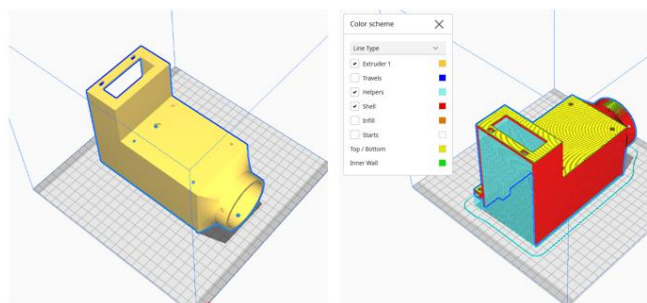 Color scheme
Line Type
Extruder 1
Travels
Helpers
Shell
Infill
Starts
Top / Bottom
Inner Wall